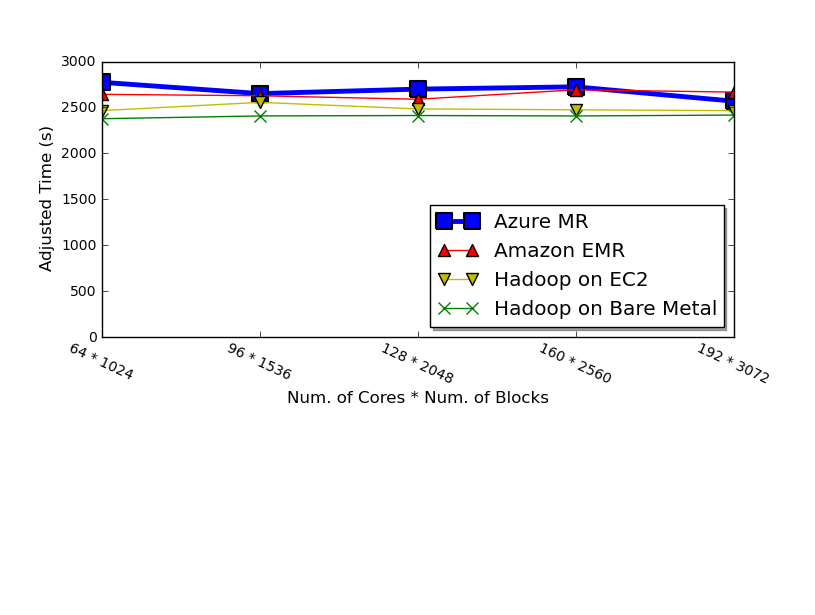 3000
2500
2000
1500
1000
500
0
Adjusted Time (s)
Azure MR
Amazon EMR
Hadoop on EC2
Hadoop on Bare Metal
64 * 1024
96 * 1536
128 * 2048
160 * 2560
192 * 3072
Num. of Cores * Num. of Blocks